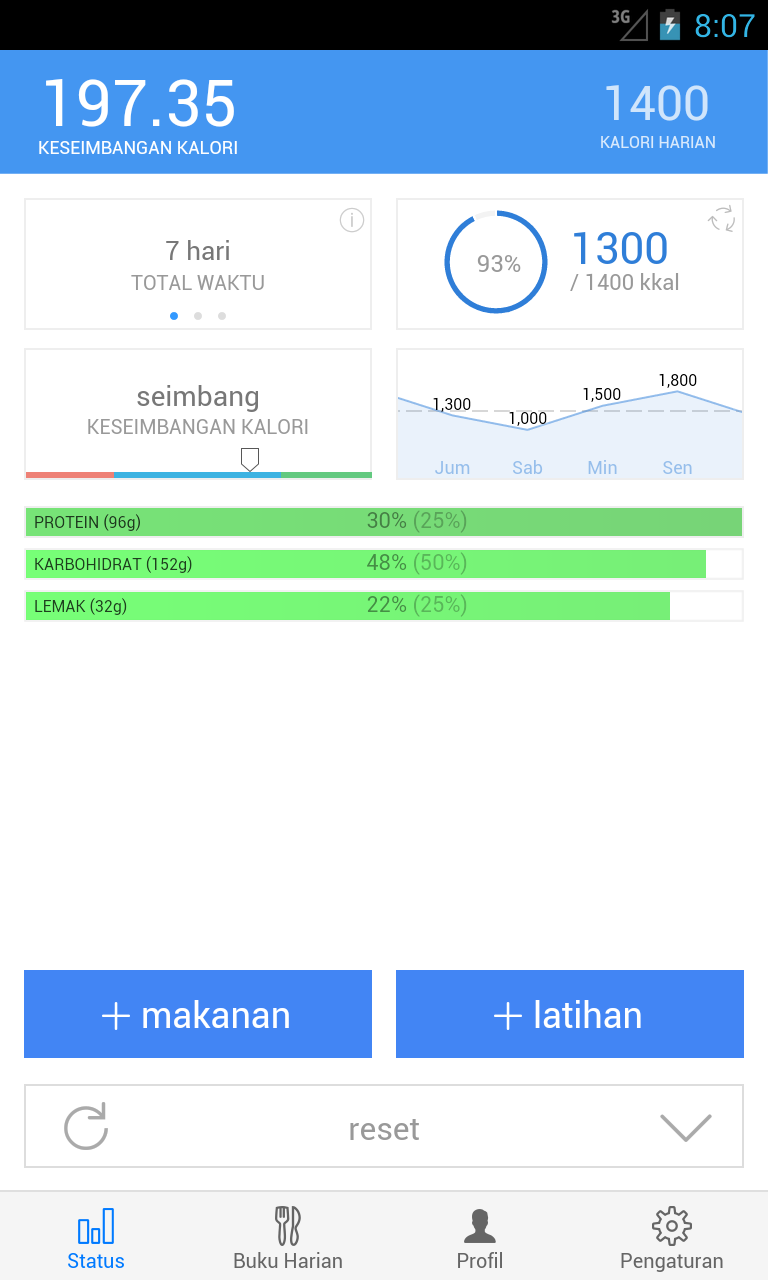 3G 8:07
197.35
KESEIMBANGAN KALORI
1400
KALORI HARIAN
7 hari
TOTAL WAKTU
93%
1300
/ 1400 kkal
seimbang
KESEIMBANGAN KALORI
1,300
1,000
1,500
1,800
Jum Sab Min Sen
PROTEIN (96g) 30% (25%)
KARBOHIDRAT (152g) 48% (50%)
LEMAK (32g) 22% (25%)
+ makanan
+ latihan
reset
Status Buku Harian Profil Pengaturan